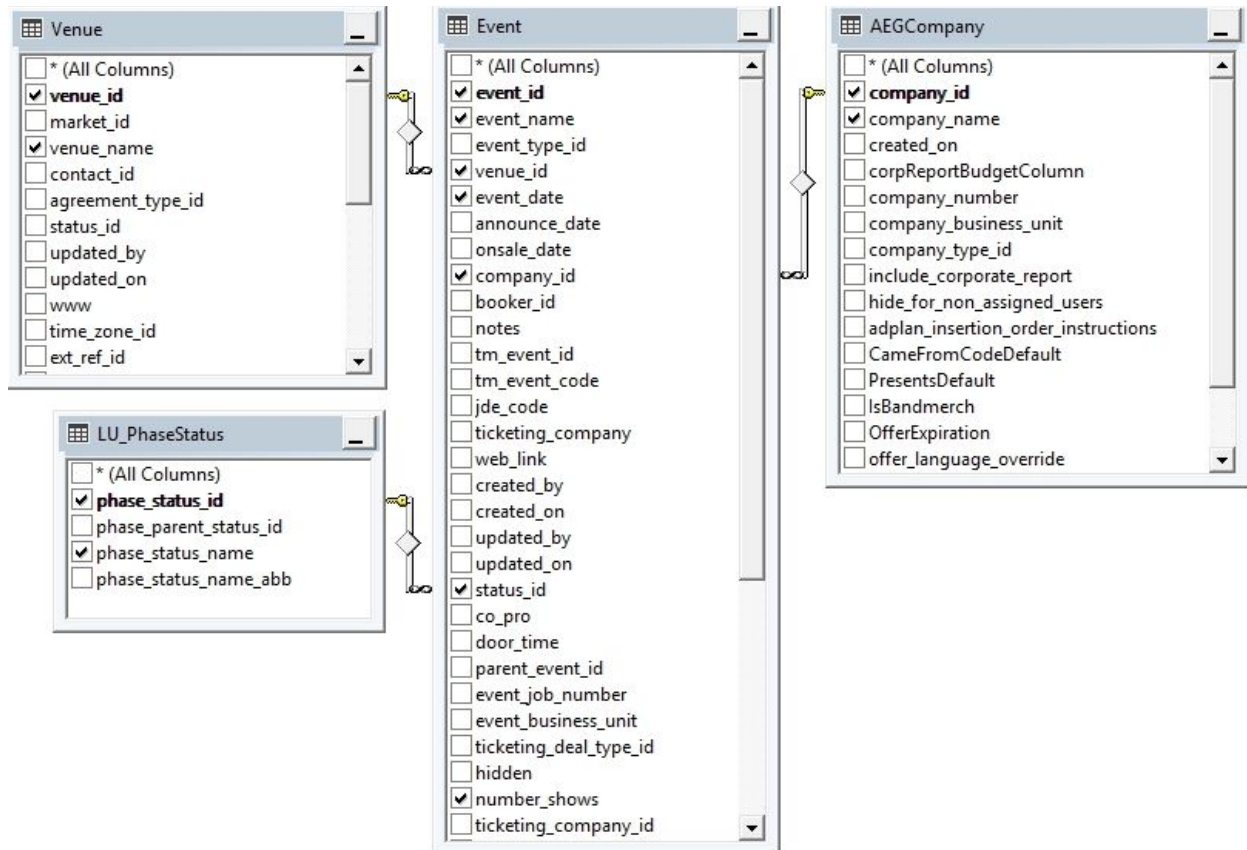 Venue
* (All Columns)
venue_id
market_id
venue_name
contact_id
agreement_type_id
status_id
updated_by
updated_on
www
time_zone_id
ext_ref_id
LU_PhaseStatus
* (All Columns)
phase_status_id
phase_parent_status_id
phase_status_name
phase_status_name_abb
Event
* (All Columns)
event_id
event_name
event_type_id
venue_id
event_date
announce_date
onsale_date
company_id
booker_id
notes
tm_event_id
tm_event_code
jde_code
ticketing_company
web_link
created_by
created_on
updated_by
updated_on
status_id
co_pro
door_time
parent_event_id
event_job_number
event_business_unit
ticketing_deal_type_id
hidden
number_shows
ticketing_company_id
AEGCompany
* (All Columns)
company_id
company_name
created_on
corpReportBudgetColumn
company_number
company_business_unit
company_type_id
include_corporate_report
hide_for_non_assigned_users
adplan_insertion_order_instructions
CameFromCodeDefault
PresentsDefault
IsBandmerch
OfferExpiration
offer_language_override